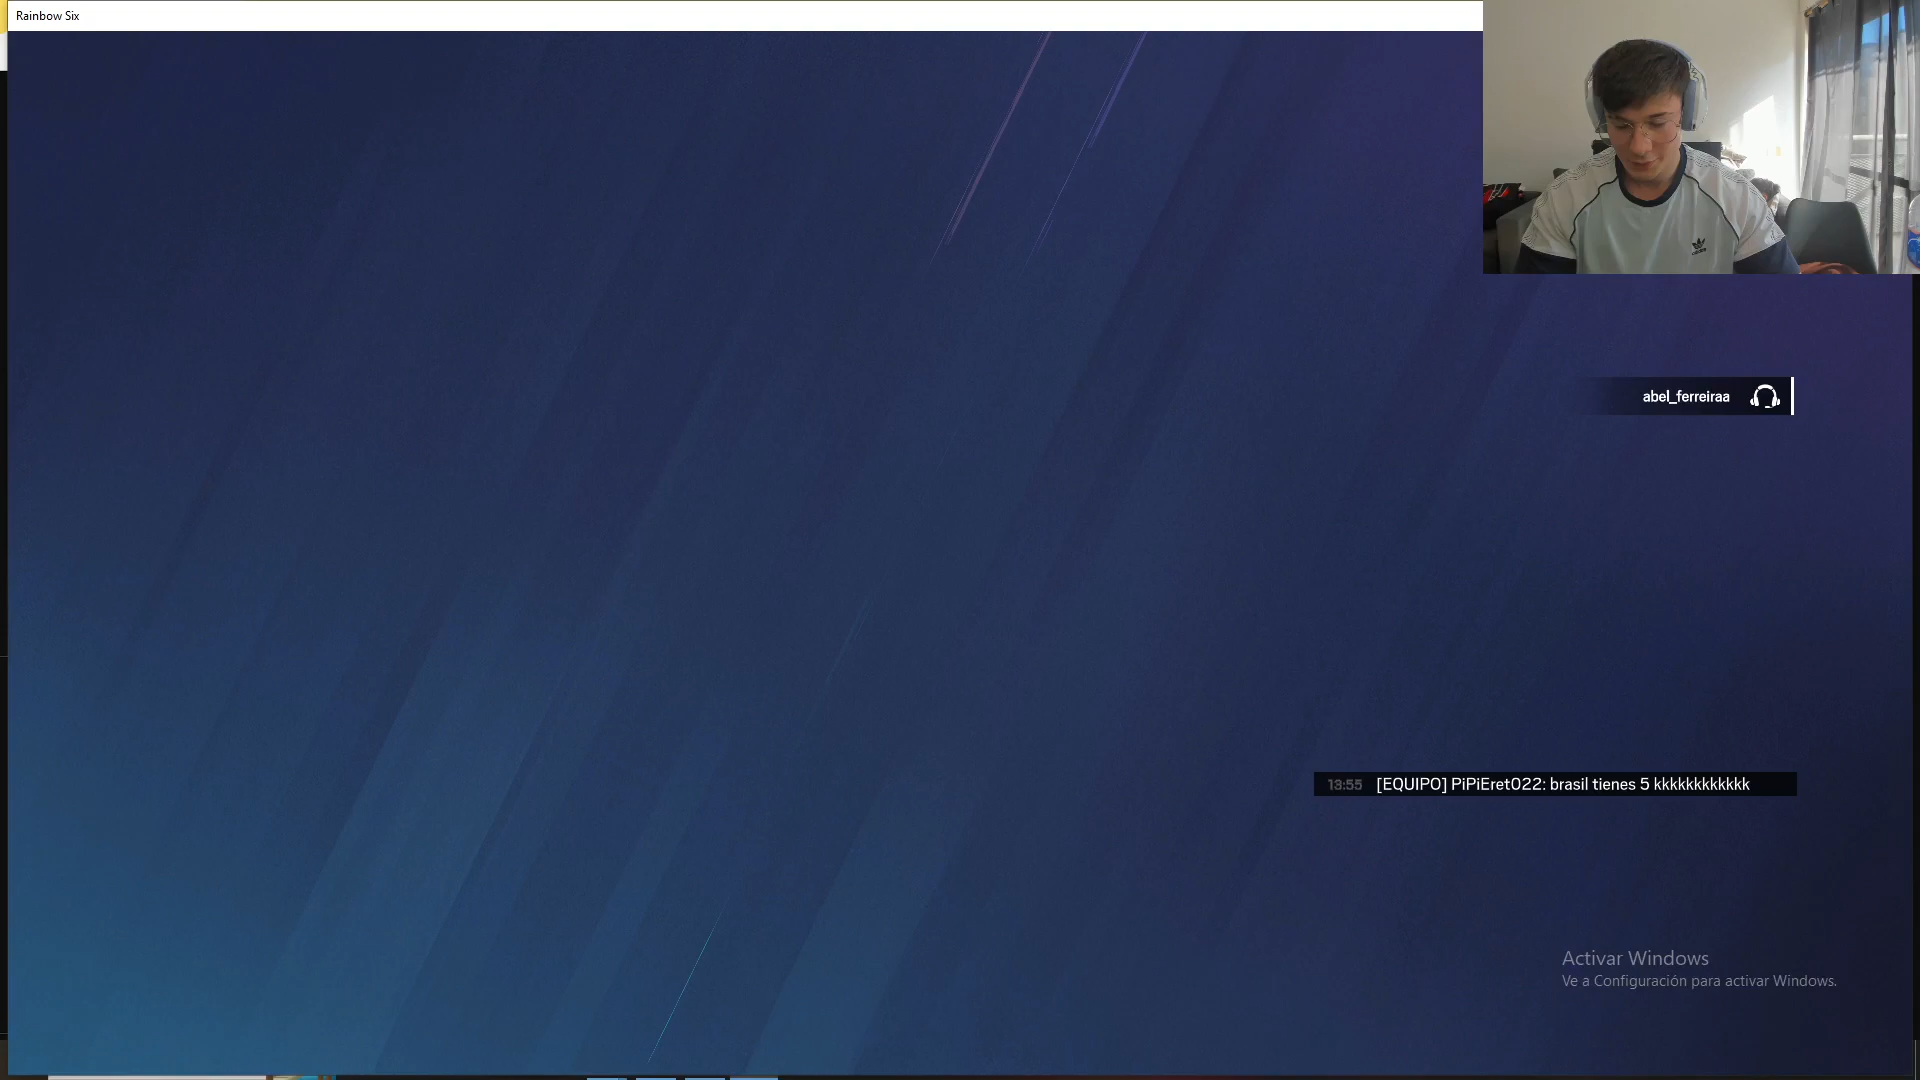 Rainbow Six
abel_ferreiraa
13:55 [EQUIPO] PiPiEret022: brasil tienes 5 kkkkkkkkkkkk
Activar Windows
Ve a Configuración para activar Windows.